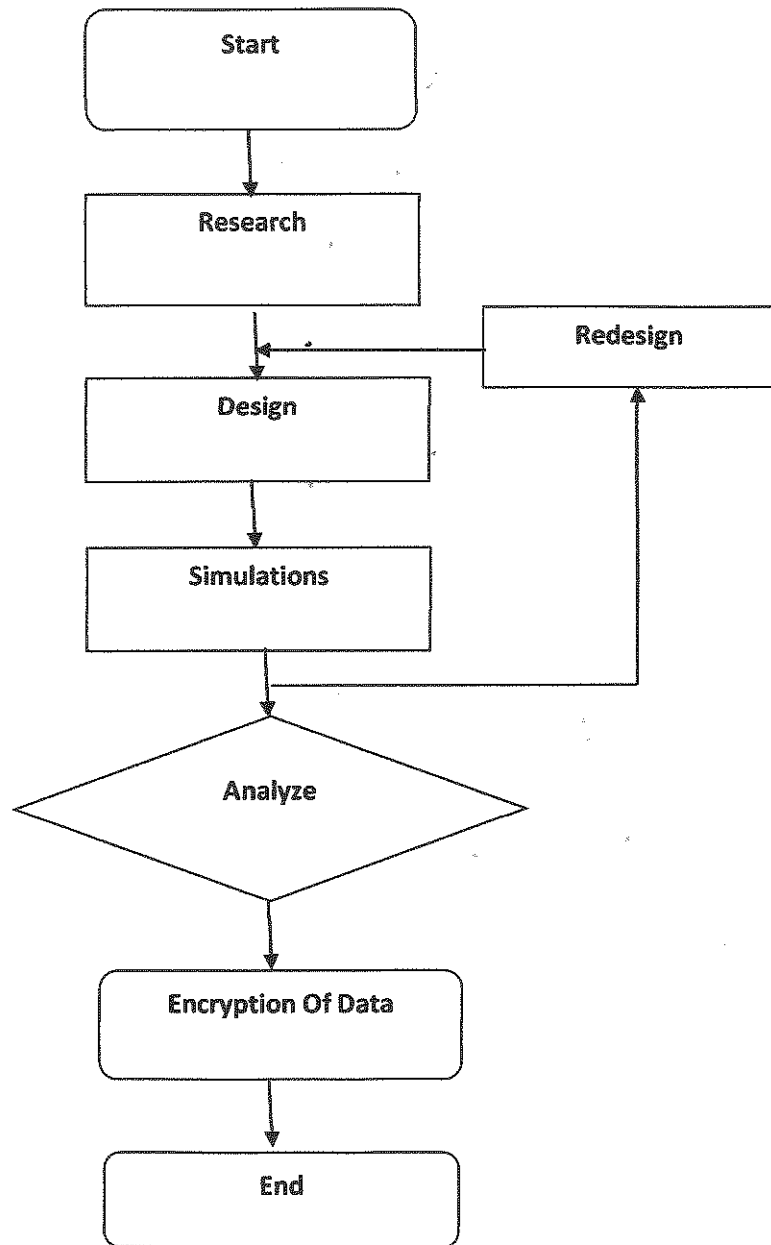 Start
Research
Redesign
Design
Simulations
Analyze
Encryption Of Data
End